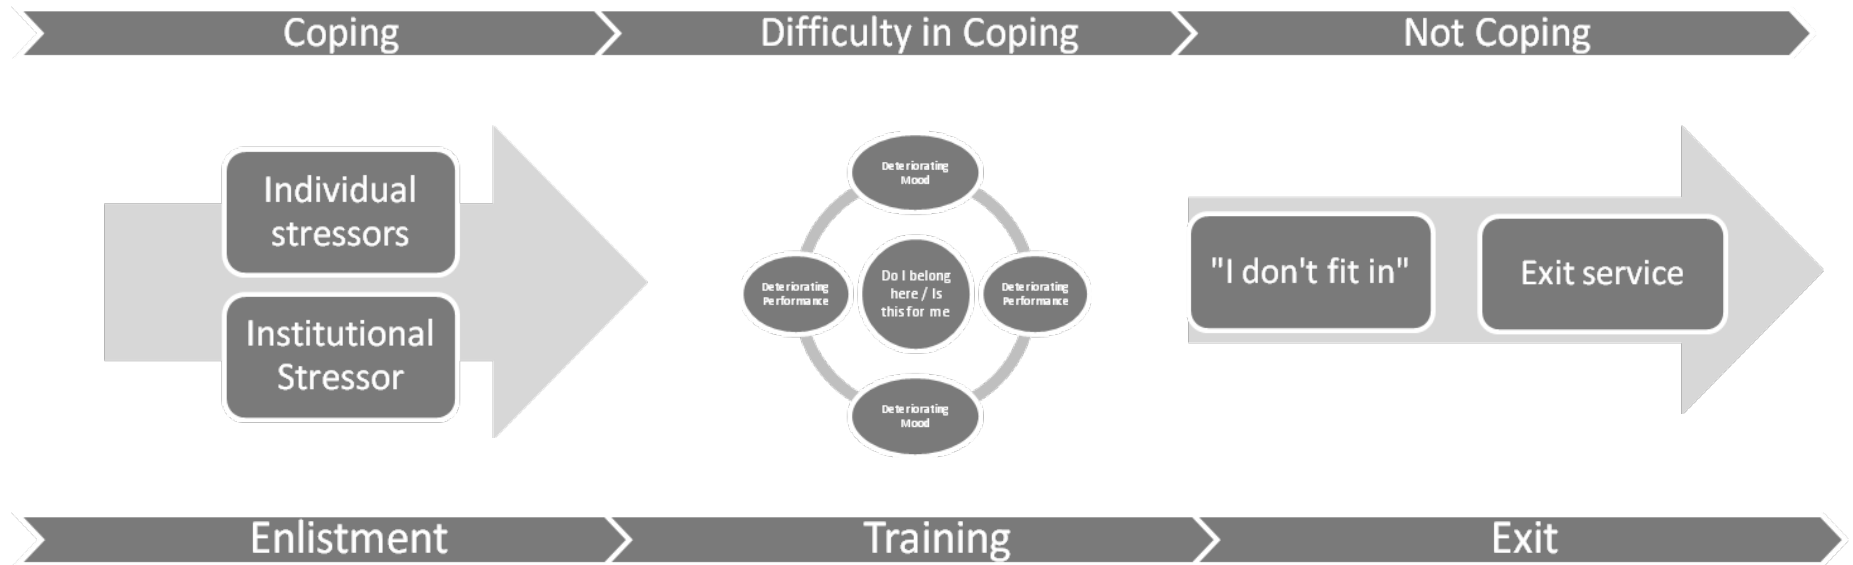 Coping
Difficulty in Coping
Not Coping
Individual
stressors
Institutional
Stressor
Deteriorating
Mood
Deteriorating
Performance
Do I belong
here / Is
this for me
Deteriorating
Performance
Deteriorating
Mood
"I don't fit in"
Exit service
Enlistment
Training
Exit